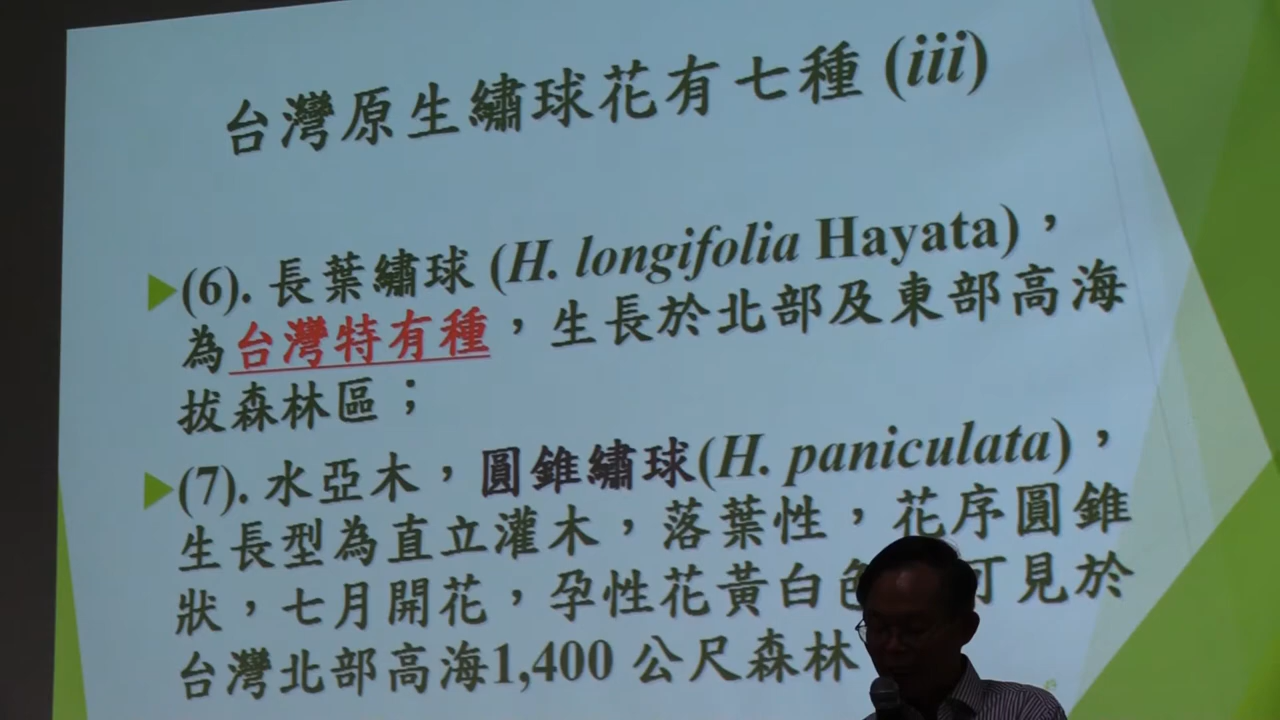 台灣原生繡球花有七種 (iii)
(6). 長葉繡球 (H. longifolia Hayata)，
為台灣特有種，生長於北部及東部高海
拔森林區；
(7). 水亞木，圓錐繡球(H. paniculata)，
生長型為直立灌木，落葉性，花序圓錐
狀，七月開花，孕性花黃白色 可見於
台灣北部高海1,400 公尺森林